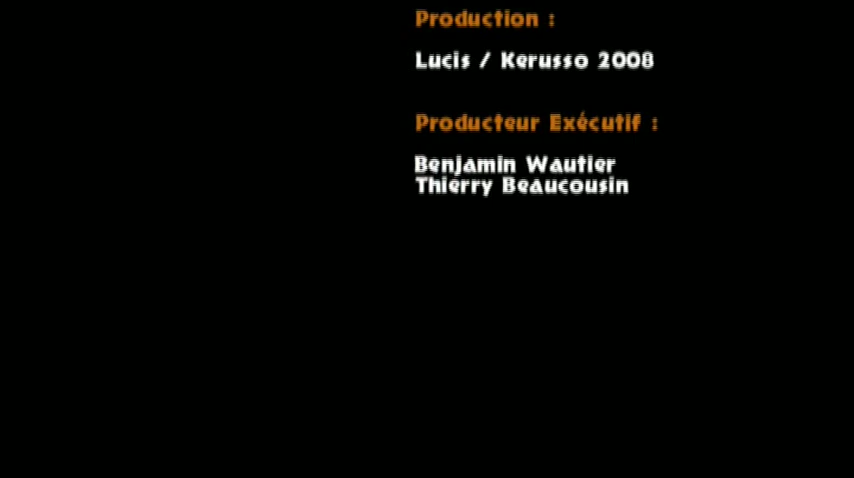 Production :
Lucis / Kerusso 2008
Producteur Exécutif :
Benjamin Wautier
Thierry Beaucousin